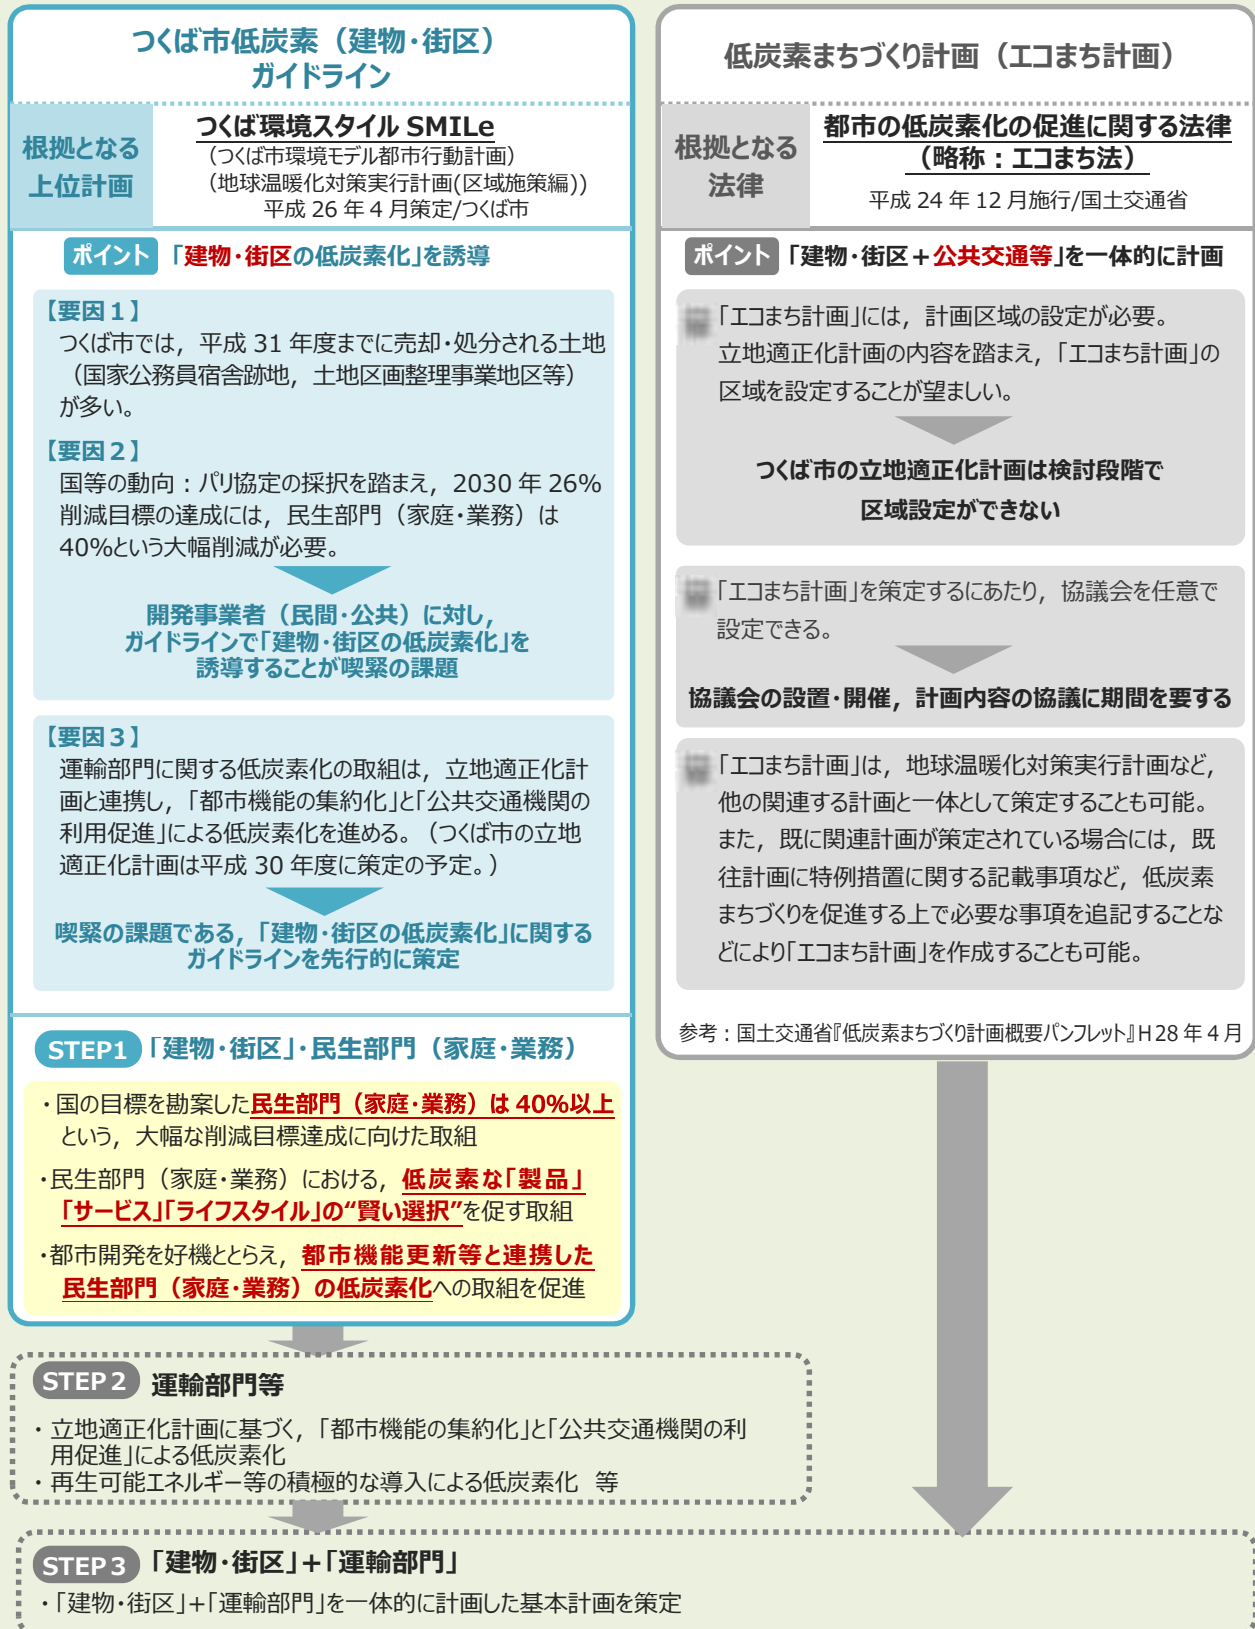 つくば市低炭素（建物・街区）
ガイドライン
根拠となる
上位計画
つくば環境スタイル SMILe
（つくば市環境モデル都市行動計画）
（地球温暖化対策実行計画(区域施策編)）
平成 26 年 4 月策定/つくば市
ポイント 「建物・街区の低炭素化」を誘導
【要因１】
つくば市では，平成 31 年度までに売却・処分される土地
（国家公務員宿舎跡地，土地区画整理事業地区等）
が多い。
【要因２】
国等の動向：パリ協定の採択を踏まえ，2030 年 26%
削減目標の達成には，民生部門（家庭・業務）は
40%という大幅削減が必要。
開発事業者（民間・公共）に対し，
ガイドラインで「建物・街区の低炭素化」を
誘導することが喫緊の課題
【要因３】
運輸部門に関する低炭素化の取組は，立地適正化計
画と連携し，「都市機能の集約化」と「公共交通機関の
利用促進」による低炭素化を進める。（つくば市の立地
適正化計画は平成 30 年度に策定の予定。）
喫緊の課題である，「建物・街区の低炭素化」に関する
ガイドラインを先行的に策定
STEP1 「建物・街区」・民生部門（家庭・業務）
・国の目標を勘案した民生部門（家庭・業務）は 40%以上
という，大幅な削減目標達成に向けた取組
・民生部門（家庭・業務）における，低炭素な「製品」
「サービス」「ライフスタイル」の“賢い選択”を促す取組
・都市開発を好機ととらえ，都市機能更新等と連携した
民生部門（家庭・業務）の低炭素化への取組を促進
低炭素まちづくり計画（エコまち計画）
根拠となる
法律
都市の低炭素化の促進に関する法律
（略称：エコまち法）
平成 24 年 12 月施行/国土交通省
ポイント 「建物・街区＋公共交通等」を一体的に計画
「エコまち計画」には，計画区域の設定が必要。
立地適正化計画の内容を踏まえ，「エコまち計画」の
区域を設定することが望ましい。
つくば市の立地適正化計画は検討段階で
区域設定ができない
「エコまち計画」を策定するにあたり，協議会を任意で
設定できる。
協議会の設置・開催，計画内容の協議に期間を要する
「エコまち計画」は，地球温暖化対策実行計画など，
他の関連する計画と一体として策定することも可能。
また，既に関連計画が策定されている場合には，既
往計画に特例措置に関する記載事項など，低炭素
まちづくりを促進する上で必要な事項を追記することな
どにより「エコまち計画」を作成することも可能。
参考：国土交通省『低炭素まちづくり計画概要パンフレット』H28 年 4 月
STEP２ 運輸部門等
・立地適正化計画に基づく，「都市機能の集約化」と「公共交通機関の利
用促進」による低炭素化
・再生可能エネルギー等の積極的な導入による低炭素化　等
STEP３ 「建物・街区」＋「運輸部門」
・「建物・街区」＋「運輸部門」を一体的に計画した基本計画を策定